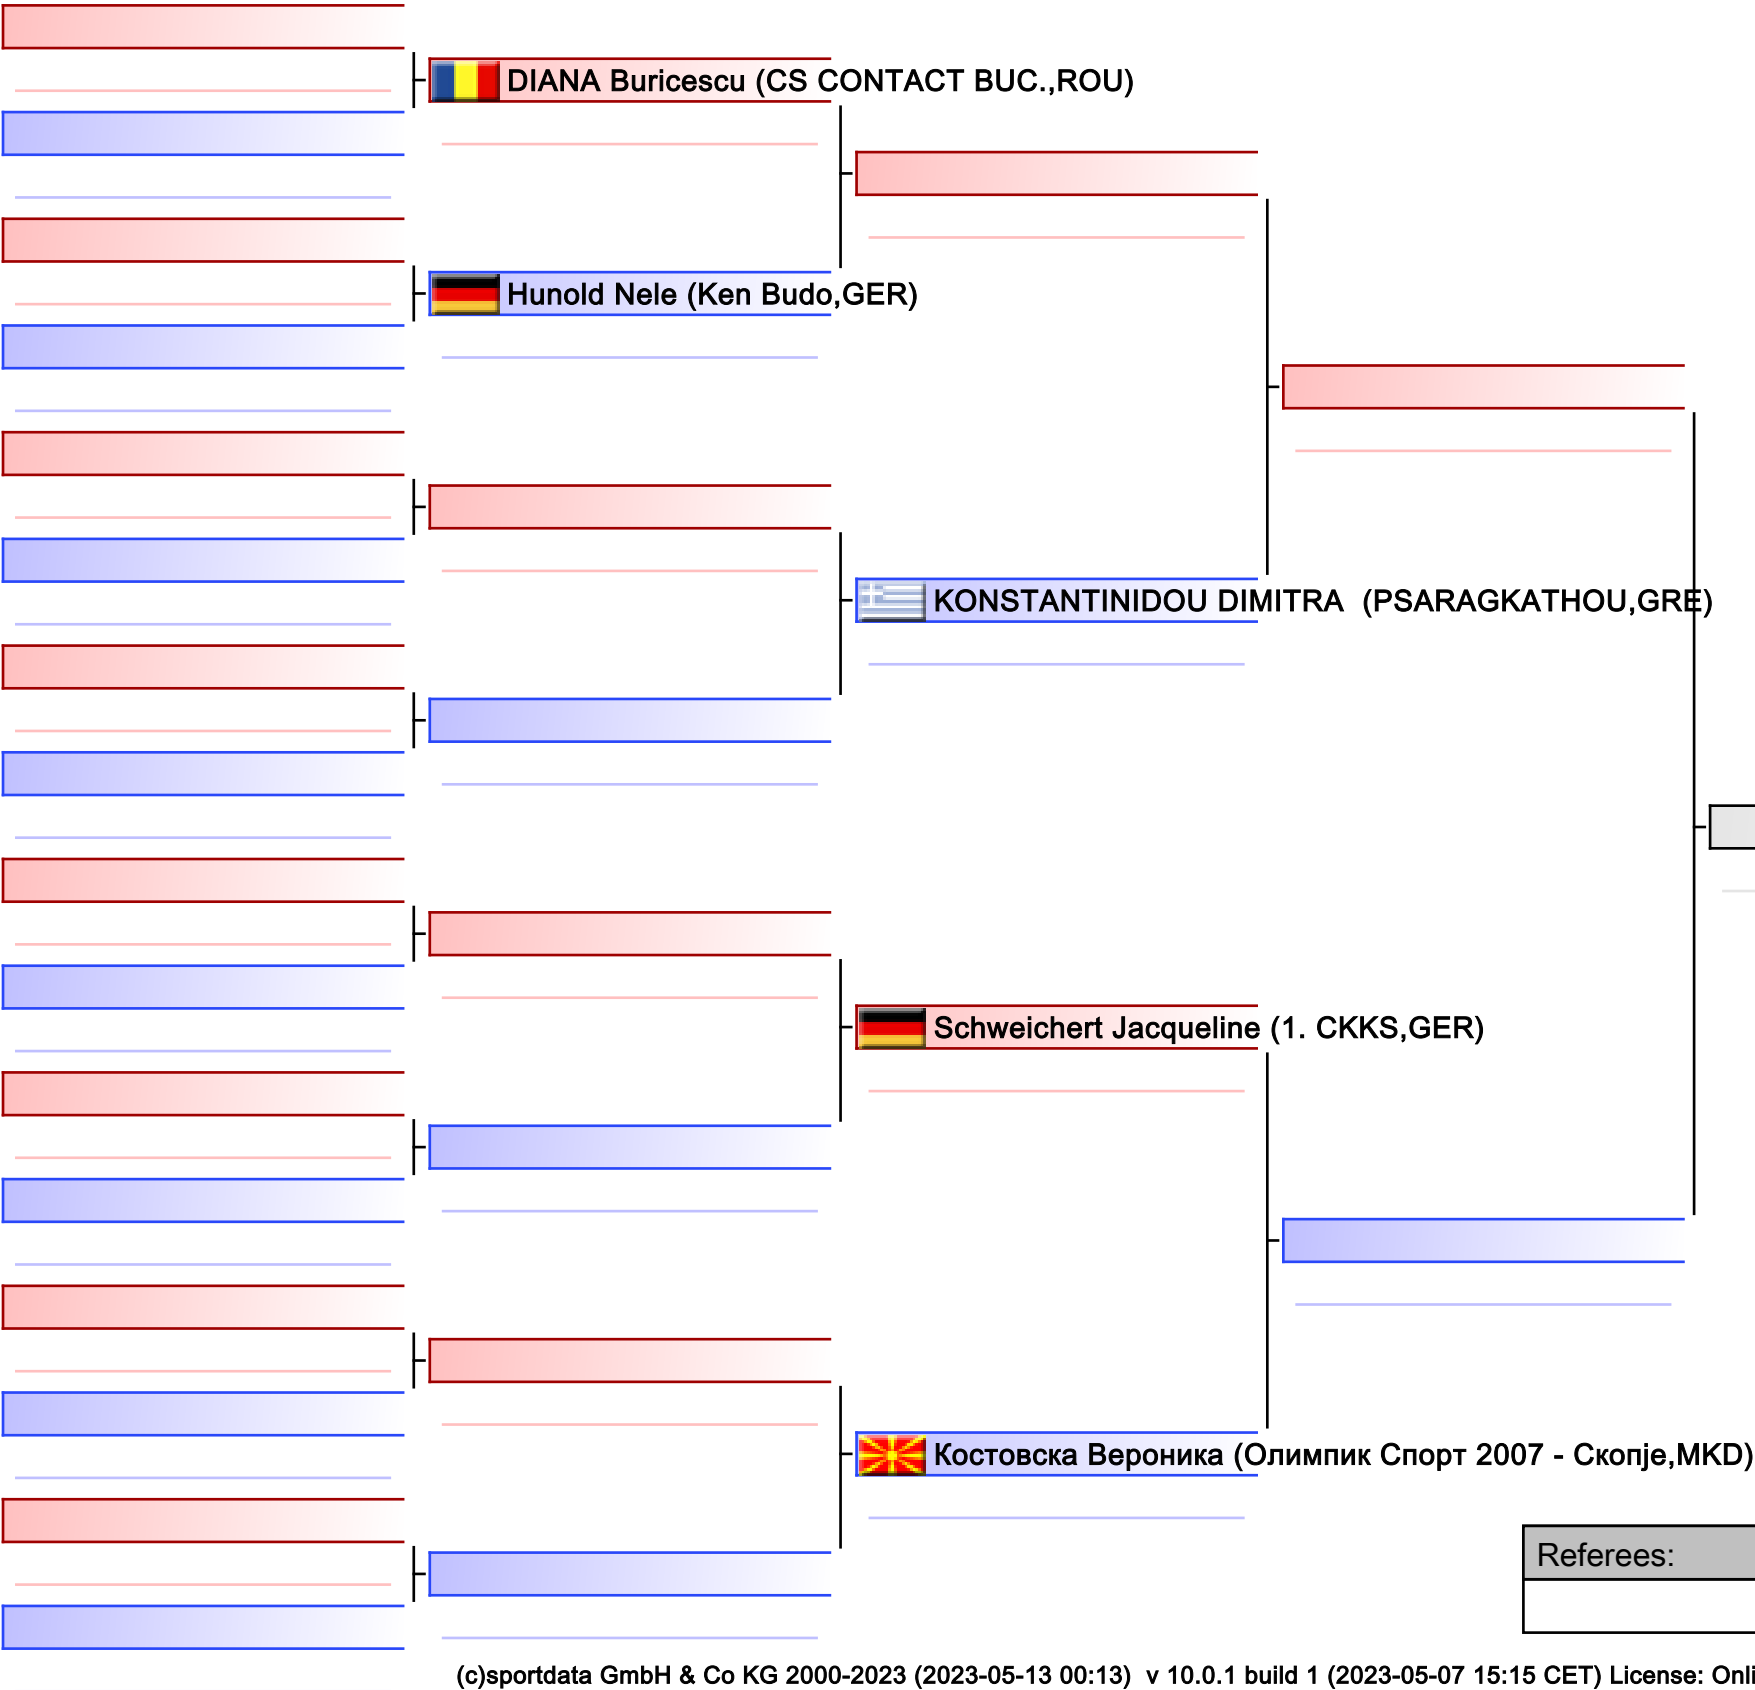 DIANA Buricescu (CS CONTACT BUC.,ROU)
Hunold Nele (Ken Budo,GER)
KONSTANTINIDOU DIMITRA  (PSARAGKATHOU,GRE)
Schweichert Jacqueline (1. CKKS,GER)
Костовска Вероника (Олимпик Спорт 2007 - Скопје,MKD)
Referees:
(c)sportdata GmbH & Co KG 2000-2023 (2023-05-13 00:13)  v 10.0.1 build 1 (2023-05-07 15:15 CET) License: Onli